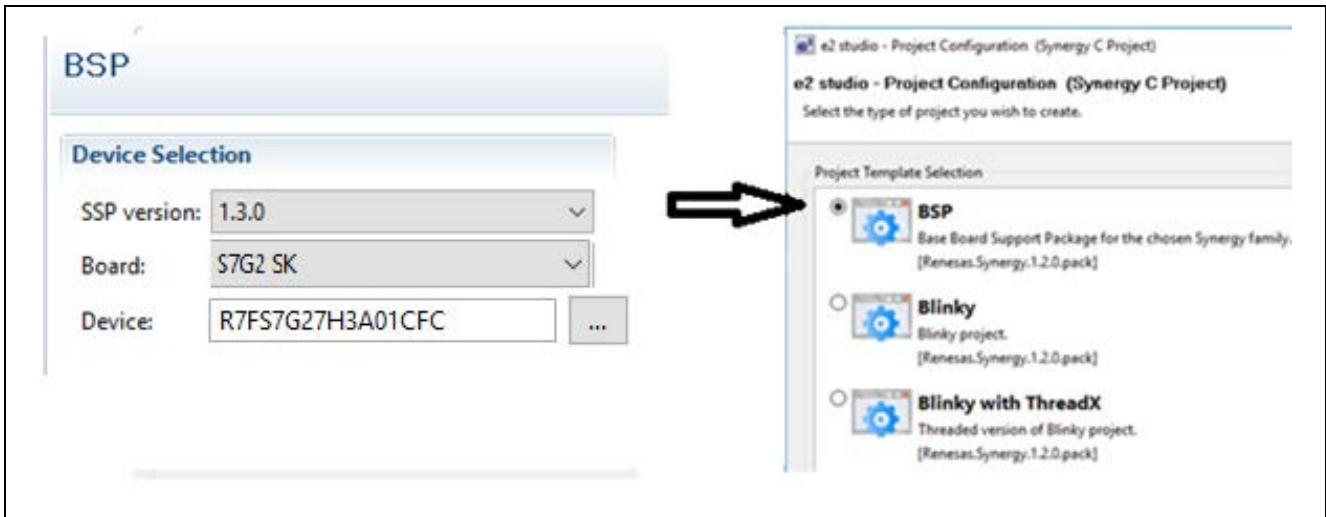 BSP
Device Selection
SSP version: 1.3.0
Board: S7G2 SK
Device: R7FS7G27H3A01CFC ...
e2 studio - Project Configuration (Synergy C Project)
e2 studio - Project Configuration (Synergy C Project)
Select the type of project you wish to create.
Project Template Selection
BSP
Base Board Support Package for the chosen Synergy family.
[Renesas.Synergy.1.2.0.pack]
Blinky
Blinky project.
[Renesas.Synergy.1.2.0.pack]
Blinky with ThreadX
Threaded version of Blinky project.
[Renesas.Synergy.1.2.0.pack]